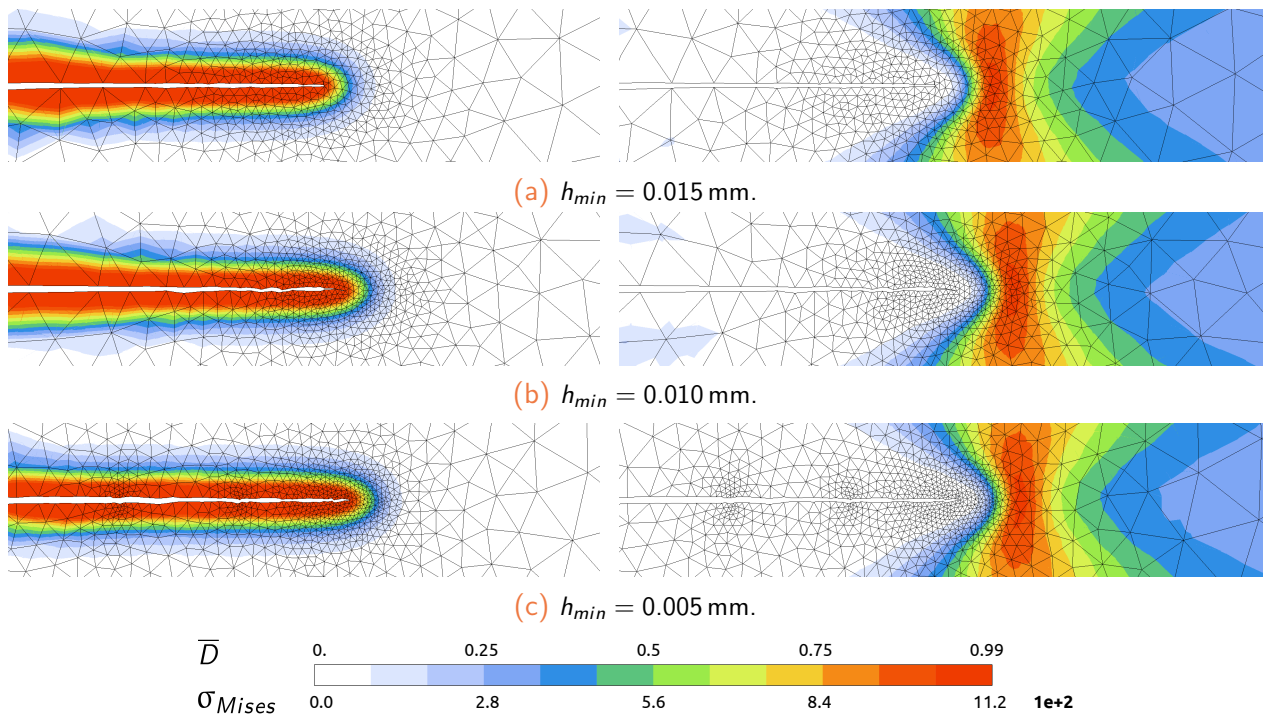 (a) h_min = 0.015 mm.
(b) h_min = 0.010 mm.
(c) h_min = 0.005 mm.
D̅ 0. 0.25 0.5 0.75 0.99
σ_Mises 0.0 2.8 5.6 8.4 11.2 1e+2